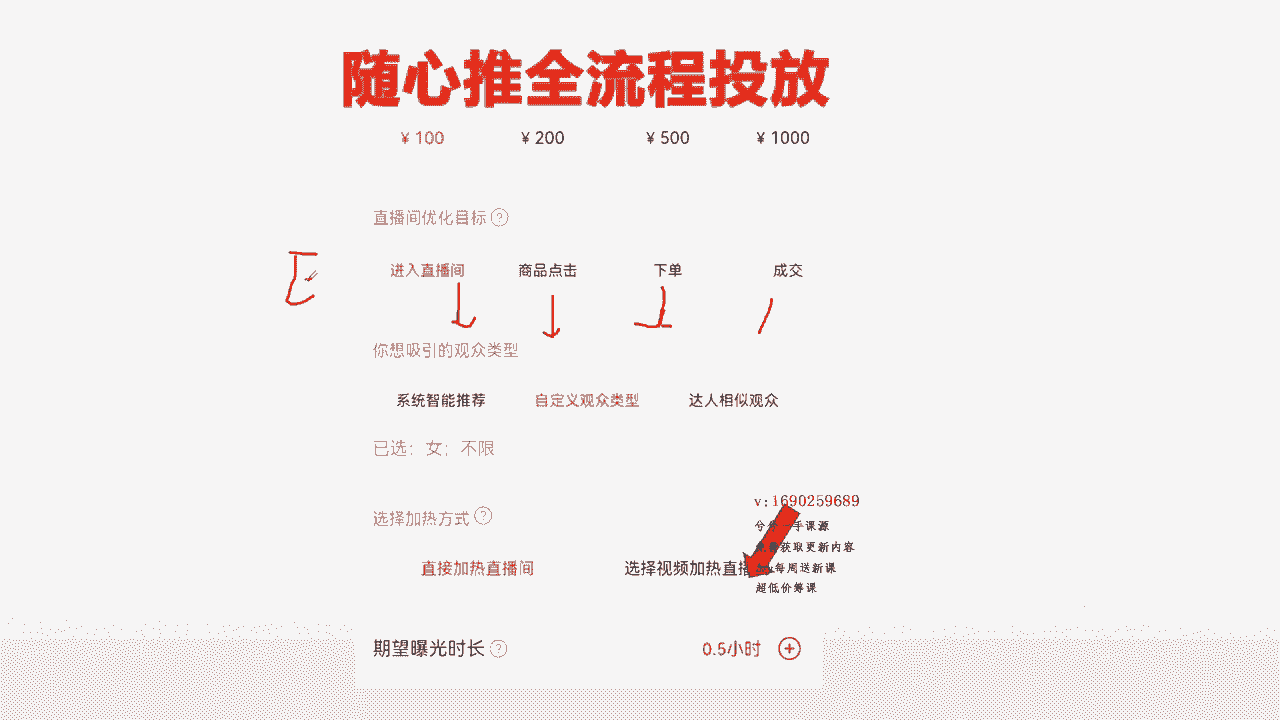 随心推全流程投放
¥ 100 ¥ 200 ¥ 500 ¥ 1000
直播间优化目标 ?
进入直播间 商品点击 下单 成交
你想吸引的观众类型
系统智能推荐 自定义观众类型 达人相似观众
已选：女；不限
v:1690259689
选择加热方式 ?
手课源
获取更新内容
直接加热直播间 选择视频加热直播
每周送新课
超低价筹课
期望曝光时长 ? 0.5小时 +